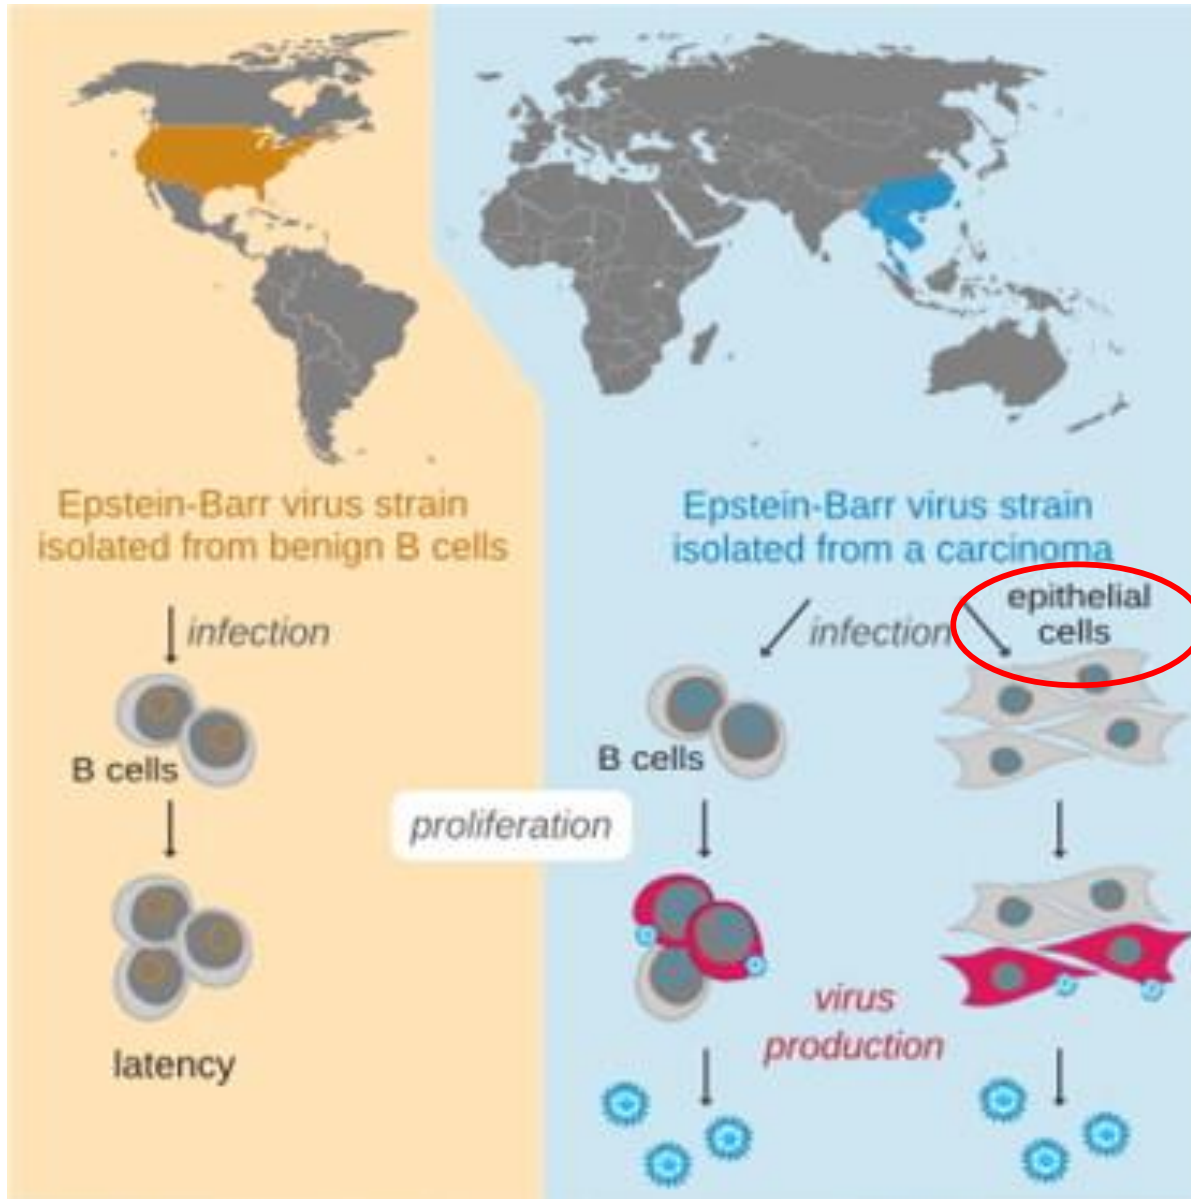 Epstein-Barr virus strain
isolated from benign B cells
infection
B cells
latency
Epstein-Barr virus strain
isolated from a carcinoma
infection
epithelial
cells
B cells
proliferation
virus
production